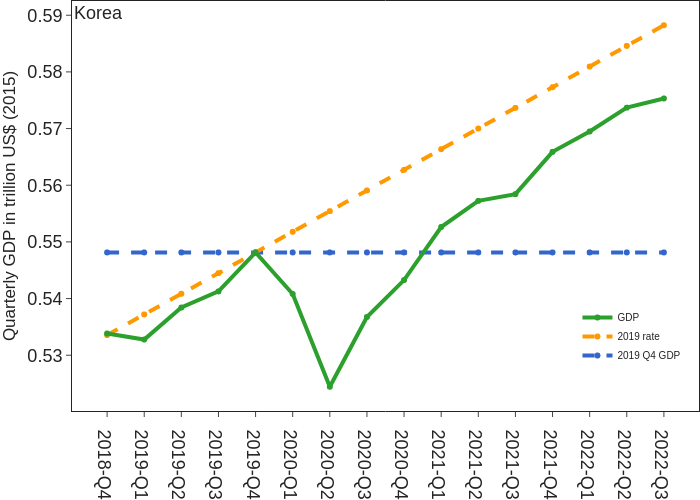 Korea
Quarterly GDP in trillion US$ (2015)
0.59
0.58
0.57
0.56
0.55
0.54
0.53
GDP
2019 rate
2019 Q4 GDP
2018-Q4
2019-Q1
2019-Q2
2019-Q3
2019-Q4
2020-Q1
2020-Q2
2020-Q3
2020-Q4
2021-Q1
2021-Q2
2021-Q3
2021-Q4
2022-Q1
2022-Q2
2022-Q3